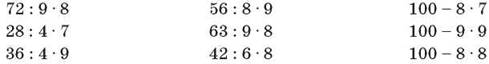 72 : 9 · 8 56 : 8 · 9 100 – 8 · 7
28 : 4 · 7 63 : 9 · 8 100 – 9 · 9
36 : 4 · 9 42 : 6 · 8 100 – 8 · 8